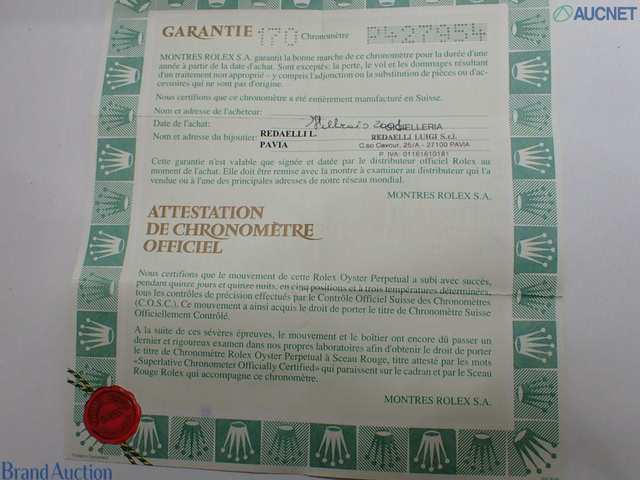 AUCNET
GARANTIE 170 Chronomètre P427954
MONTRES ROLEX S.A. garantit la bonne marche de ce chronomètre pour la durée d'une
année à partir de la date d'achat. Sont exceptés: la perte, le vol et les dommages résultant
d'un traitement non approprié – y compris l'adjonction ou la substitution de pièces ou d'ac-
cessoires qui ne sont pas d'origine.
Nous certifions que ce chronomètre a été entièrement manufacturé en Suisse.
Nom et adresse de l'acheteur:
Date de l'achat:
GIOIELLERIA
Nom et adresse du bijoutier: REDAELLI L. REDAELLI LUIGI S.r.l.
PAVIA C.so Cavour, 25/A - 27100 PAVIA
P. IVA: 01161610181
Cette garantie n'est valable que signée et datée par le distributeur officiel Rolex au
moment de l'achat. Elle doit être remise avec la montre à examiner au distributeur qui l'a
vendue ou à l'une des principales adresses de notre réseau mondial.
MONTRES ROLEX S.A.
ATTESTATION
DE CHRONOMÈTRE
OFFICIEL
Nous certifions que le mouvement de cette Rolex Oyster Perpetual a subi avec succès,
pendant quinze jours et quinze nuits, en cinq positions et à trois températures déterminées,
tous les contrôles de précision effectués par le Contrôle Officiel Suisse des Chronomètres
(C.O.S.C.). Ce mouvement a ainsi acquis le droit de porter le titre de Chronomètre Suisse
Officiellement Contrôlé.
A la suite de ces sévères épreuves, le mouvement et le boîtier ont encore dû passer un
dernier et rigoureux examen dans nos propres laboratoires afin d'obtenir le droit de porter
le titre de Chronomètre Rolex Oyster Perpetual à Sceau Rouge, titre attesté par les mots
«Superlative Chronometer Officially Certified» qui paraissent sur le cadran et par le Sceau
Rouge Rolex qui accompagne ce chronomètre.
MONTRES ROLEX S.A.
Brand Auction